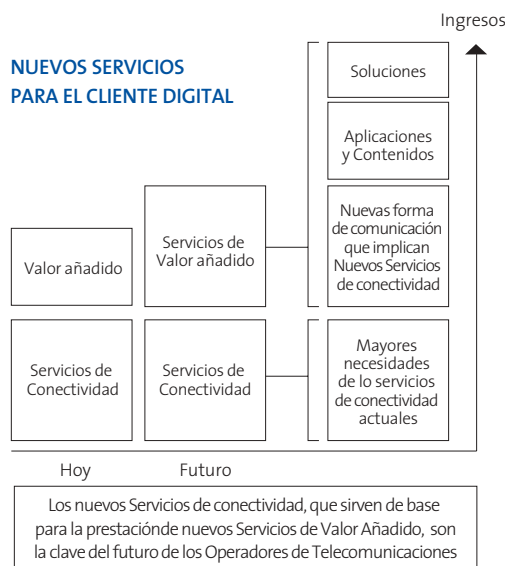 Ingresos
NUEVOS SERVICIOS
PARA EL CLIENTE DIGITAL
Soluciones
Aplicaciones
y Contenidos
Nuevas forma
de comunicación
que implican
Nuevos Servicios
de conectividad
Servicios de
Valor añadido
Valor añadido
Mayores
necesidades
de lo servicios
de conectividad
actuales
Servicios de
Conectividad
Servicios de
Conectividad
Hoy
Futuro
Los nuevos Servicios de conectividad, que sirven de base
para la prestaciónde nuevos Servicios de Valor Añadido, son
la clave del futuro de los Operadores de Telecomunicaciones